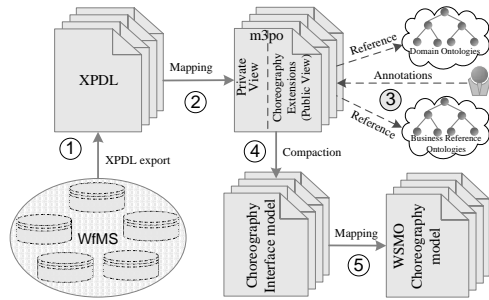 m3po
XPDL
Mapping
2
Private
View
Choreography
Extensions
(Public View)
Reference
Domain Ontologies
Annotations
3
Reference
Business Reference
Ontologies
1
XPDL export
4
Compaction
WfMS
Choreography
Interface model
Mapping
5
WSMO
Choreography
model